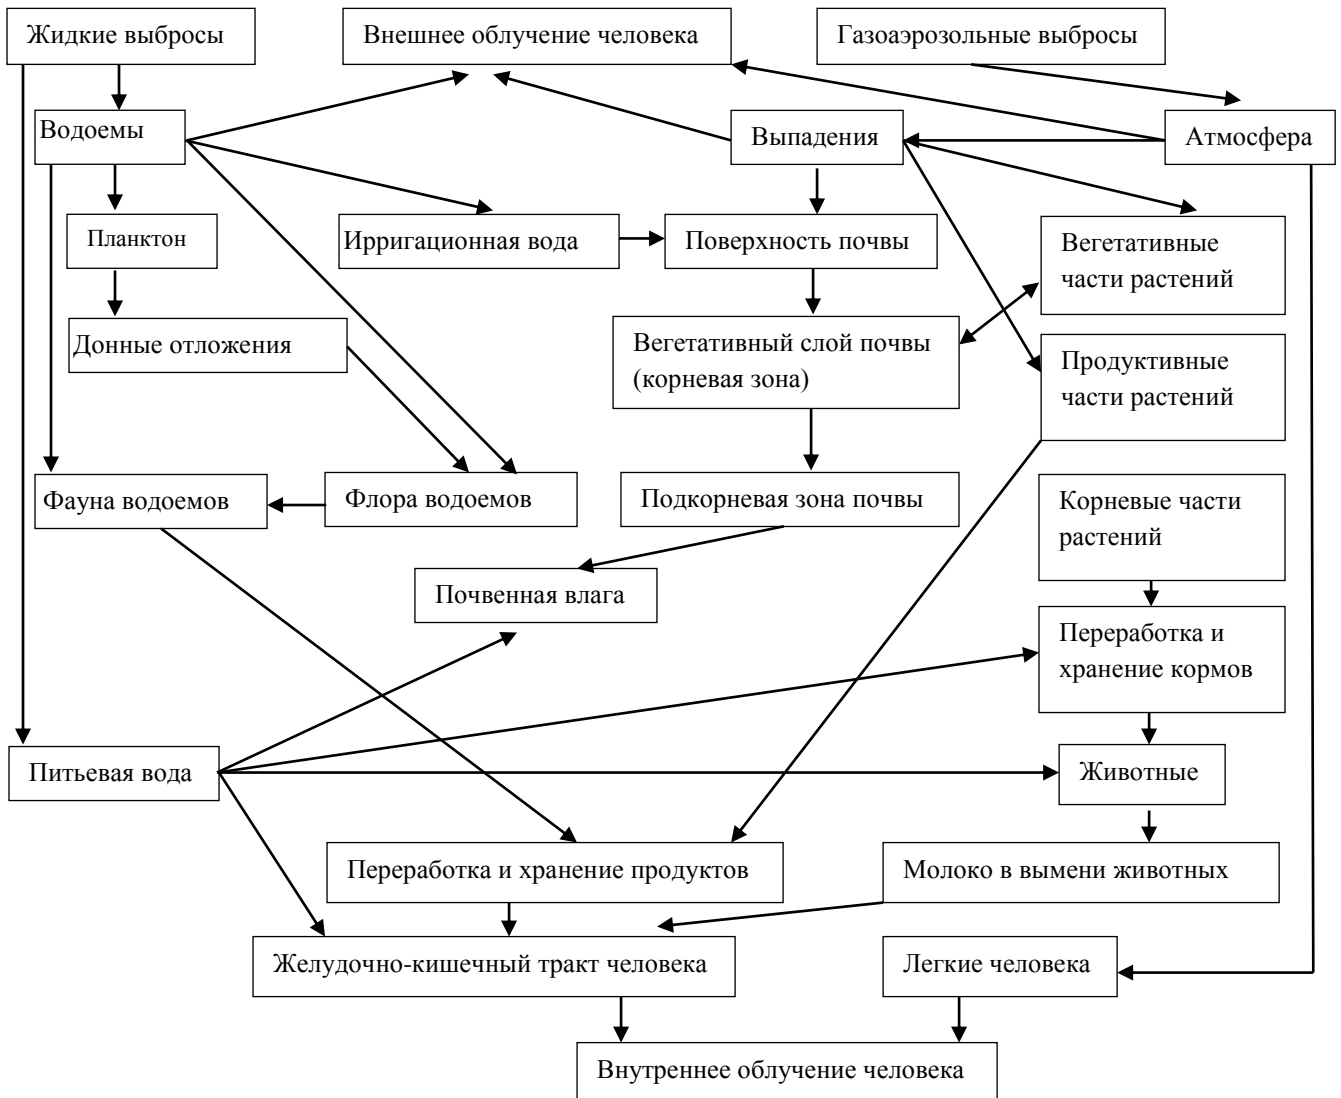 Жидкие выбросы
Внешнее облучение человека
Газоаэрозольные выбросы
Водоемы
Выпадения
Атмосфера
Планктон
Ирригационная вода
Поверхность почвы
Вегетативные
части растений
Донные отложения
Вегетативный слой почвы
(корневая зона)
Продуктивные
части растений
Фауна водоемов
Флора водоемов
Подкорневая зона почвы
Корневые части
растений
Почвенная влага
Переработка и
хранение кормов
Питьевая вода
Животные
Переработка и хранение продуктов
Молоко в вымени животных
Желудочно-кишечный тракт человека
Легкие человека
Внутреннее облучение человека